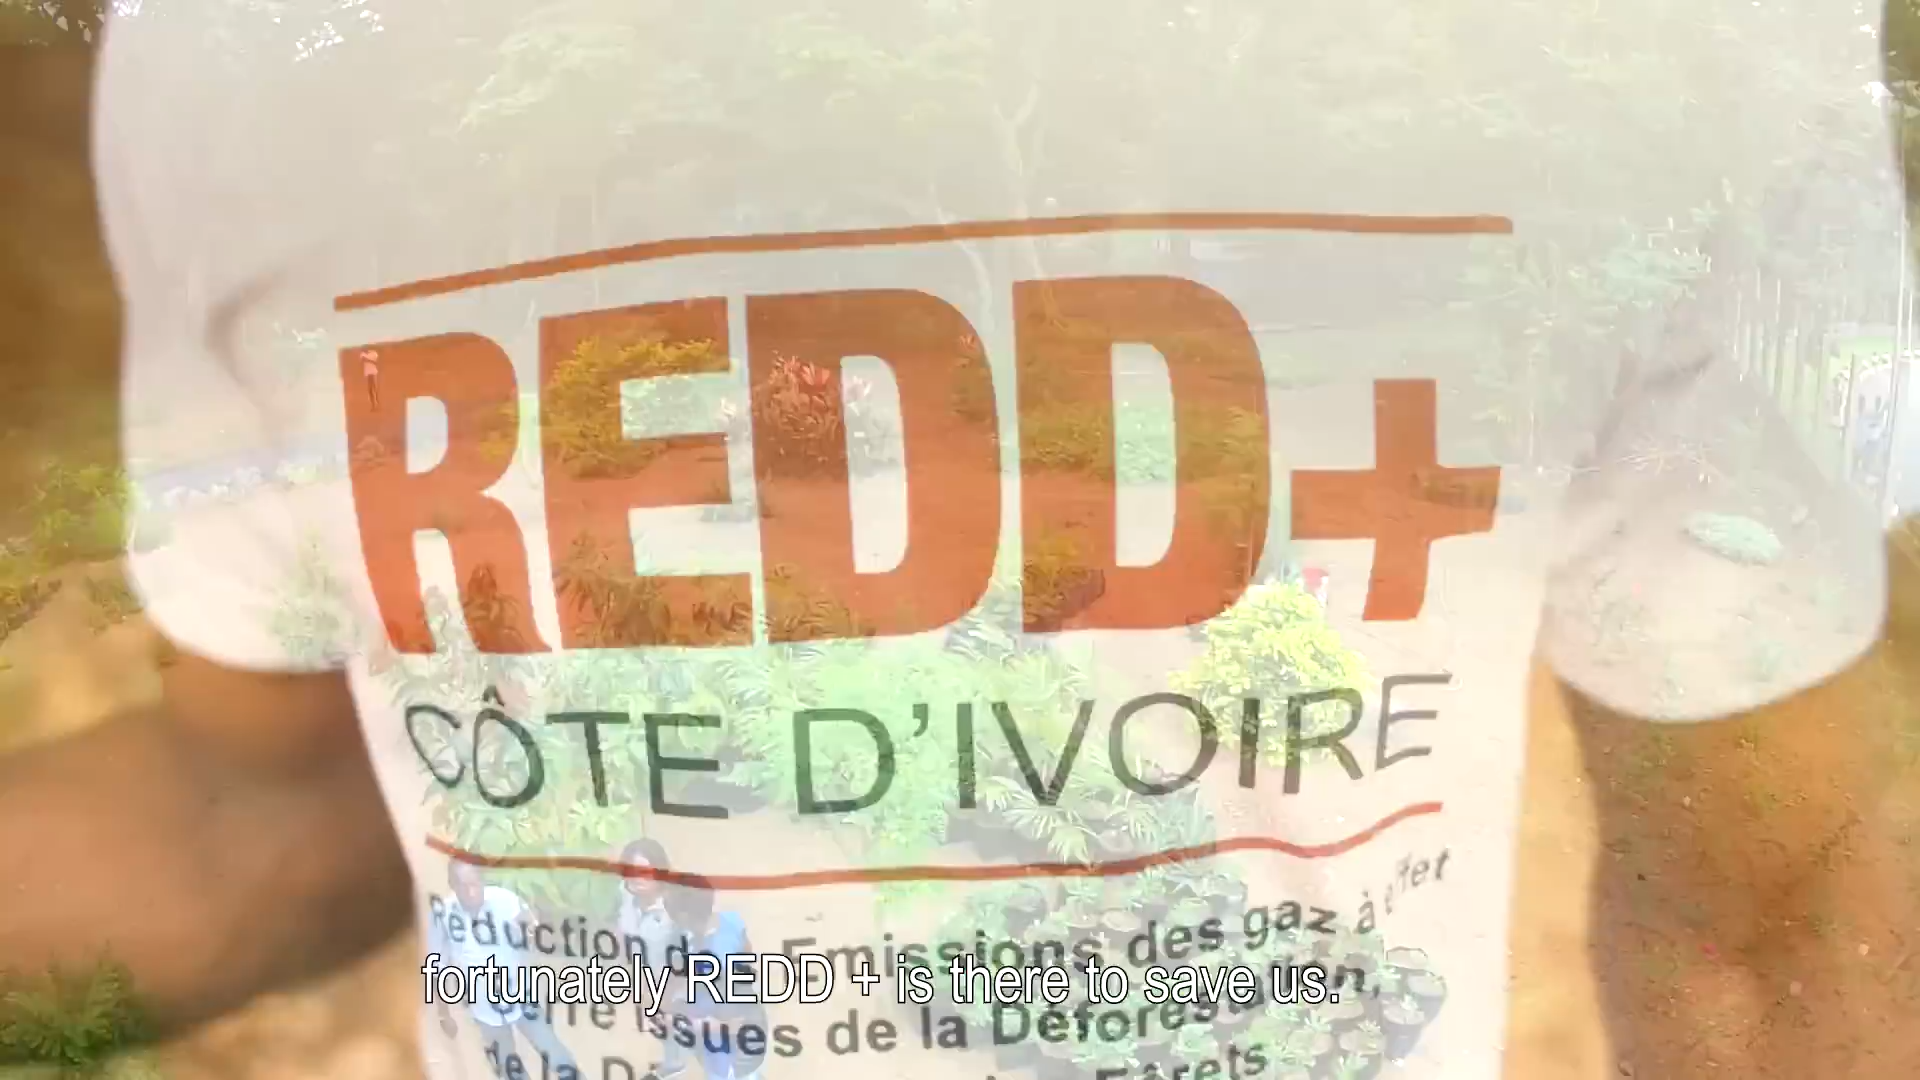 REDD+
CÔTE D'IVOIRE
Réduction des Emissions des gaz à effet
fortunately REDD + is there to save us.
serre issues de la Déforestation,
de la Forêts